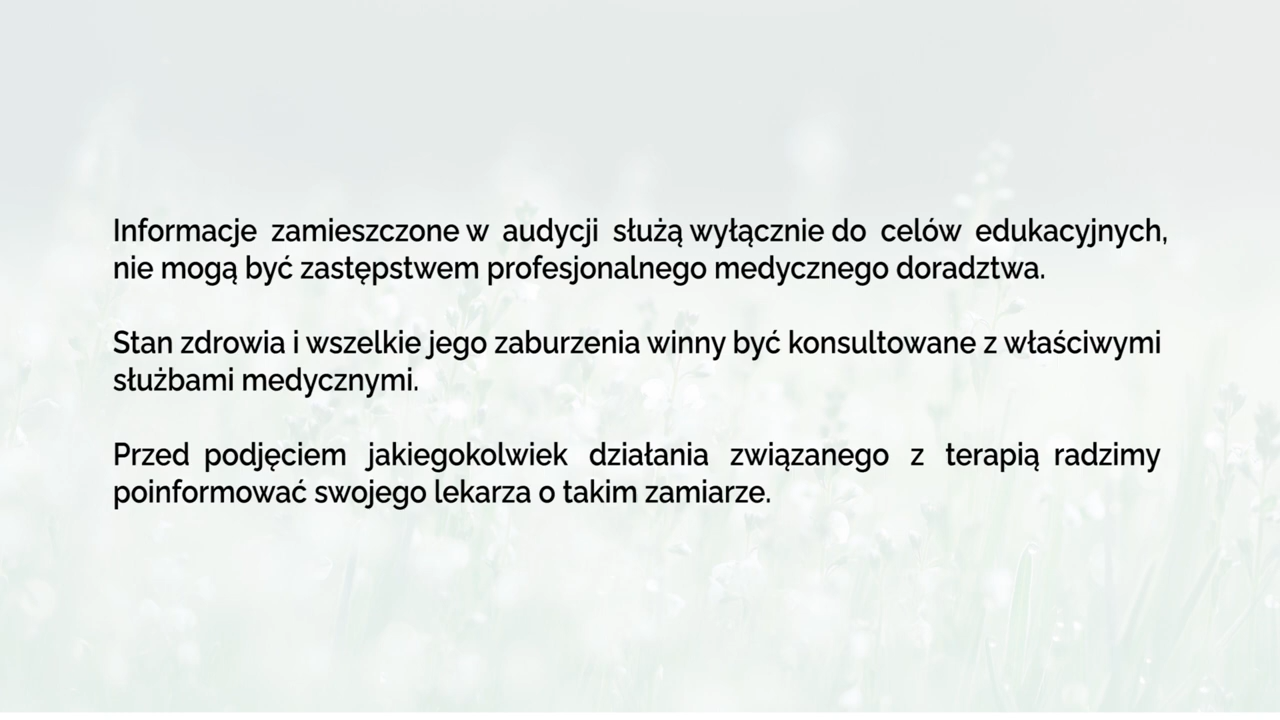 Informacje zamieszczone w audycji służą wyłącznie do celów edukacyjnych,
nie mogą być zastępstwem profesjonalnego medycznego doradztwa.
Stan zdrowia i wszelkie jego zaburzenia winny być konsultowane z właściwymi
służbami medycznymi.
Przed podjęciem jakiegokolwiek działania związanego z terapią radzimy
poinformować swojego lekarza o takim zamiarze.